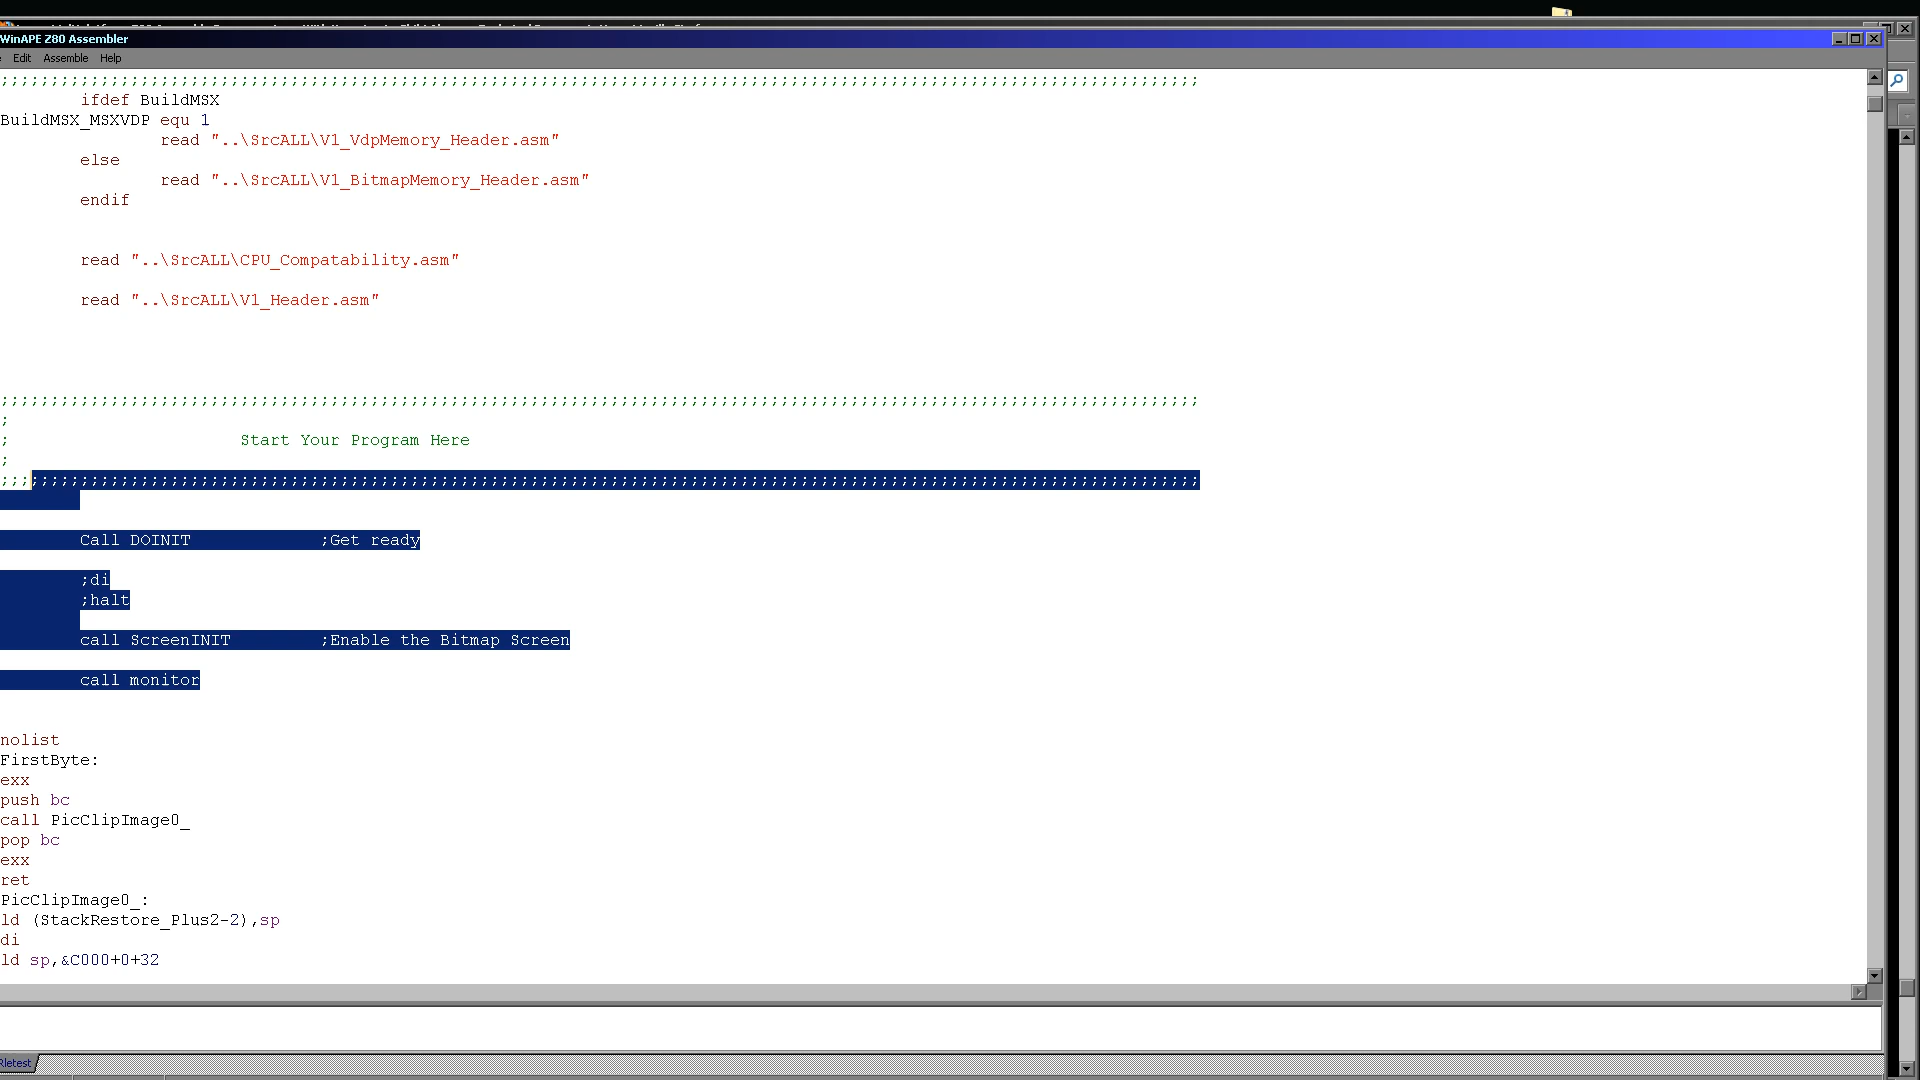 WinAPE Z80 Assembler
Edit Assemble Help
;;;;;;;;;;;;;;;;;;;;;;;;;;;;;;;;;;;;;;;;;;;;;;;;;;;;;;;;;;;;;;;;;;;;;;;;;;;;;;;;;;;;;;;;;;;;;;;;;;;;;;;;;;;;;;;;;;;;;;;;
ifdef BuildMSX
BuildMSX_MSXVDP equ 1
read "..\SrcALL\V1_VdpMemory_Header.asm"
else
read "..\SrcALL\V1_BitmapMemory_Header.asm"
endif
read "..\SrcALL\CPU_Compatability.asm"
read "..\SrcALL\V1_Header.asm"
;;;;;;;;;;;;;;;;;;;;;;;;;;;;;;;;;;;;;;;;;;;;;;;;;;;;;;;;;;;;;;;;;;;;;;;;;;;;;;;;;;;;;;;;;;;;;;;;;;;;;;;;;;;;;;;;;;;;;;;;
;
; Start Your Program Here
;
;;;;;;;;;;;;;;;;;;;;;;;;;;;;;;;;;;;;;;;;;;;;;;;;;;;;;;;;;;;;;;;;;;;;;;;;;;;;;;;;;;;;;;;;;;;;;;;;;;;;;;;;;;;;;;;;;;;;;;;;
Call DOINIT ;Get ready
;di
;halt
call ScreenINIT ;Enable the Bitmap Screen
call monitor
nolist
FirstByte:
exx
push bc
call PicClipImage0_
pop bc
exx
ret
PicClipImage0_:
ld (StackRestore_Plus2-2),sp
di
ld sp,&C000+0+32
Rletest